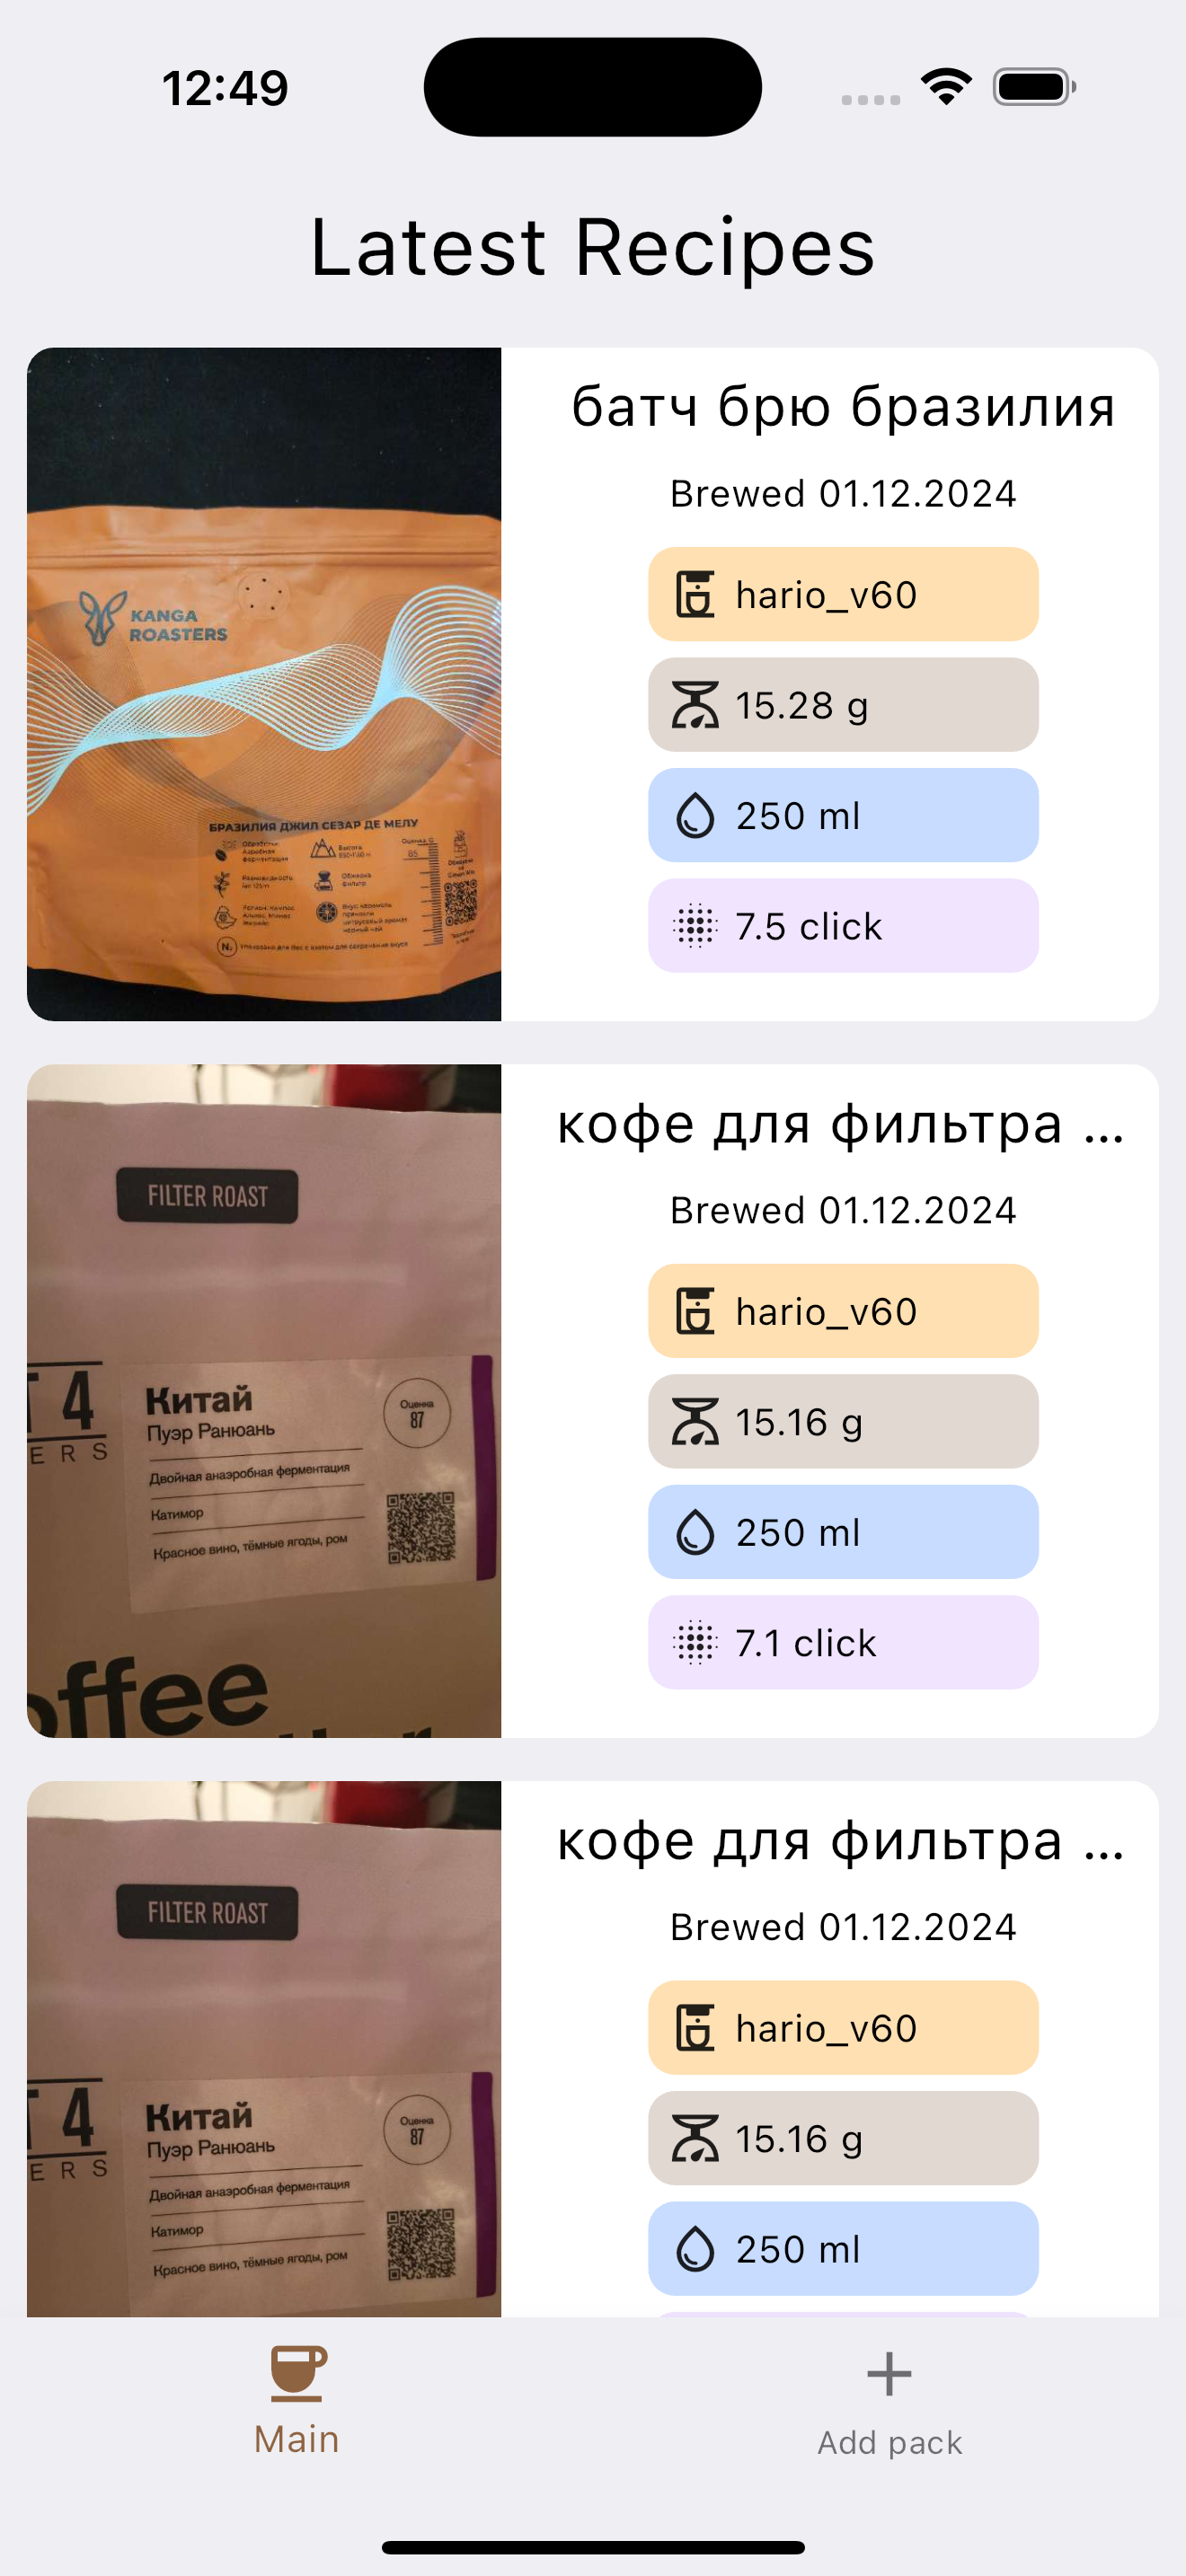 12:49
Latest Recipes
батч брю бразилия
Brewed 01.12.2024
hario_v60
15.28 g
250 ml
7.5 click
KANGA
ROASTERS
БРАЗИЛИЯ ДЖИЛ СЕЗАР ДЕ МЕЛУ
кофе для фильтра ...
Brewed 01.12.2024
hario_v60
15.16 g
250 ml
7.1 click
FILTER ROAST
T 4
ERS
Китай
Пуэр Ранюань
Оценка
87
Двойная анаэробная ферментация
Катимор
Красное вино, тёмные ягоды, ром
offee
кофе для фильтра ...
Brewed 01.12.2024
hario_v60
15.16 g
250 ml
FILTER ROAST
T 4
ERS
Китай
Пуэр Ранюань
Оценка
87
Двойная анаэробная ферментация
Катимор
Красное вино, тёмные ягоды, ром
Main
Add pack